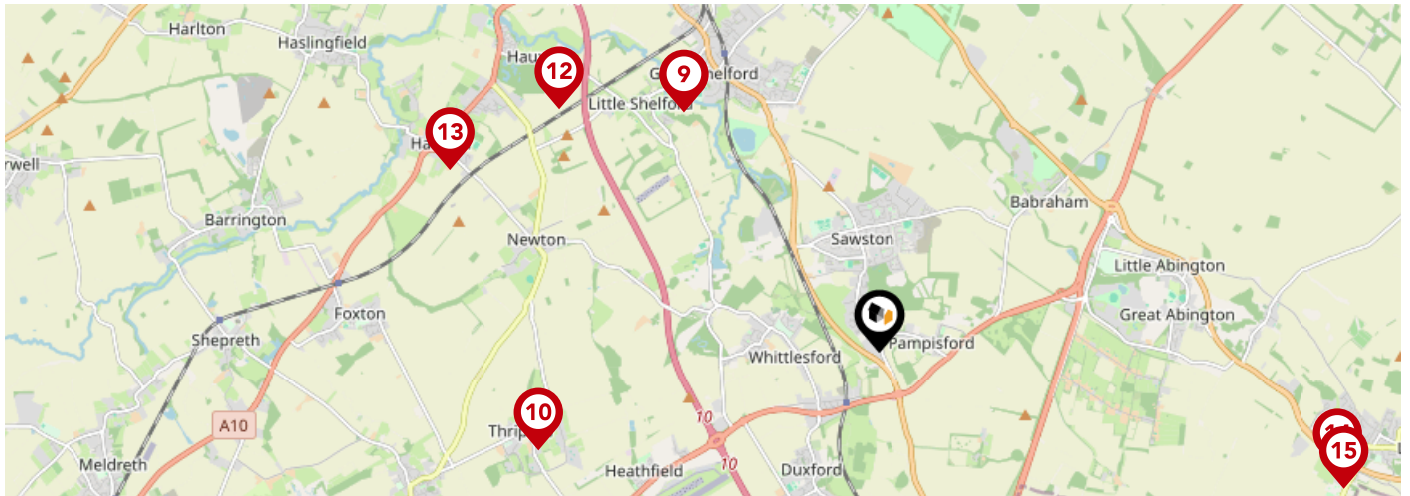 Harlton
Haslingfield
12
9
Little Shelford
13
rwell
Barrington
Newton
Sawston
Babraham
Little Abington
Great Abington
Foxton
Shepreth
Whittlesford
Pampisford
10
10
A10
Meldreth
Heathfield
10
Duxford
15